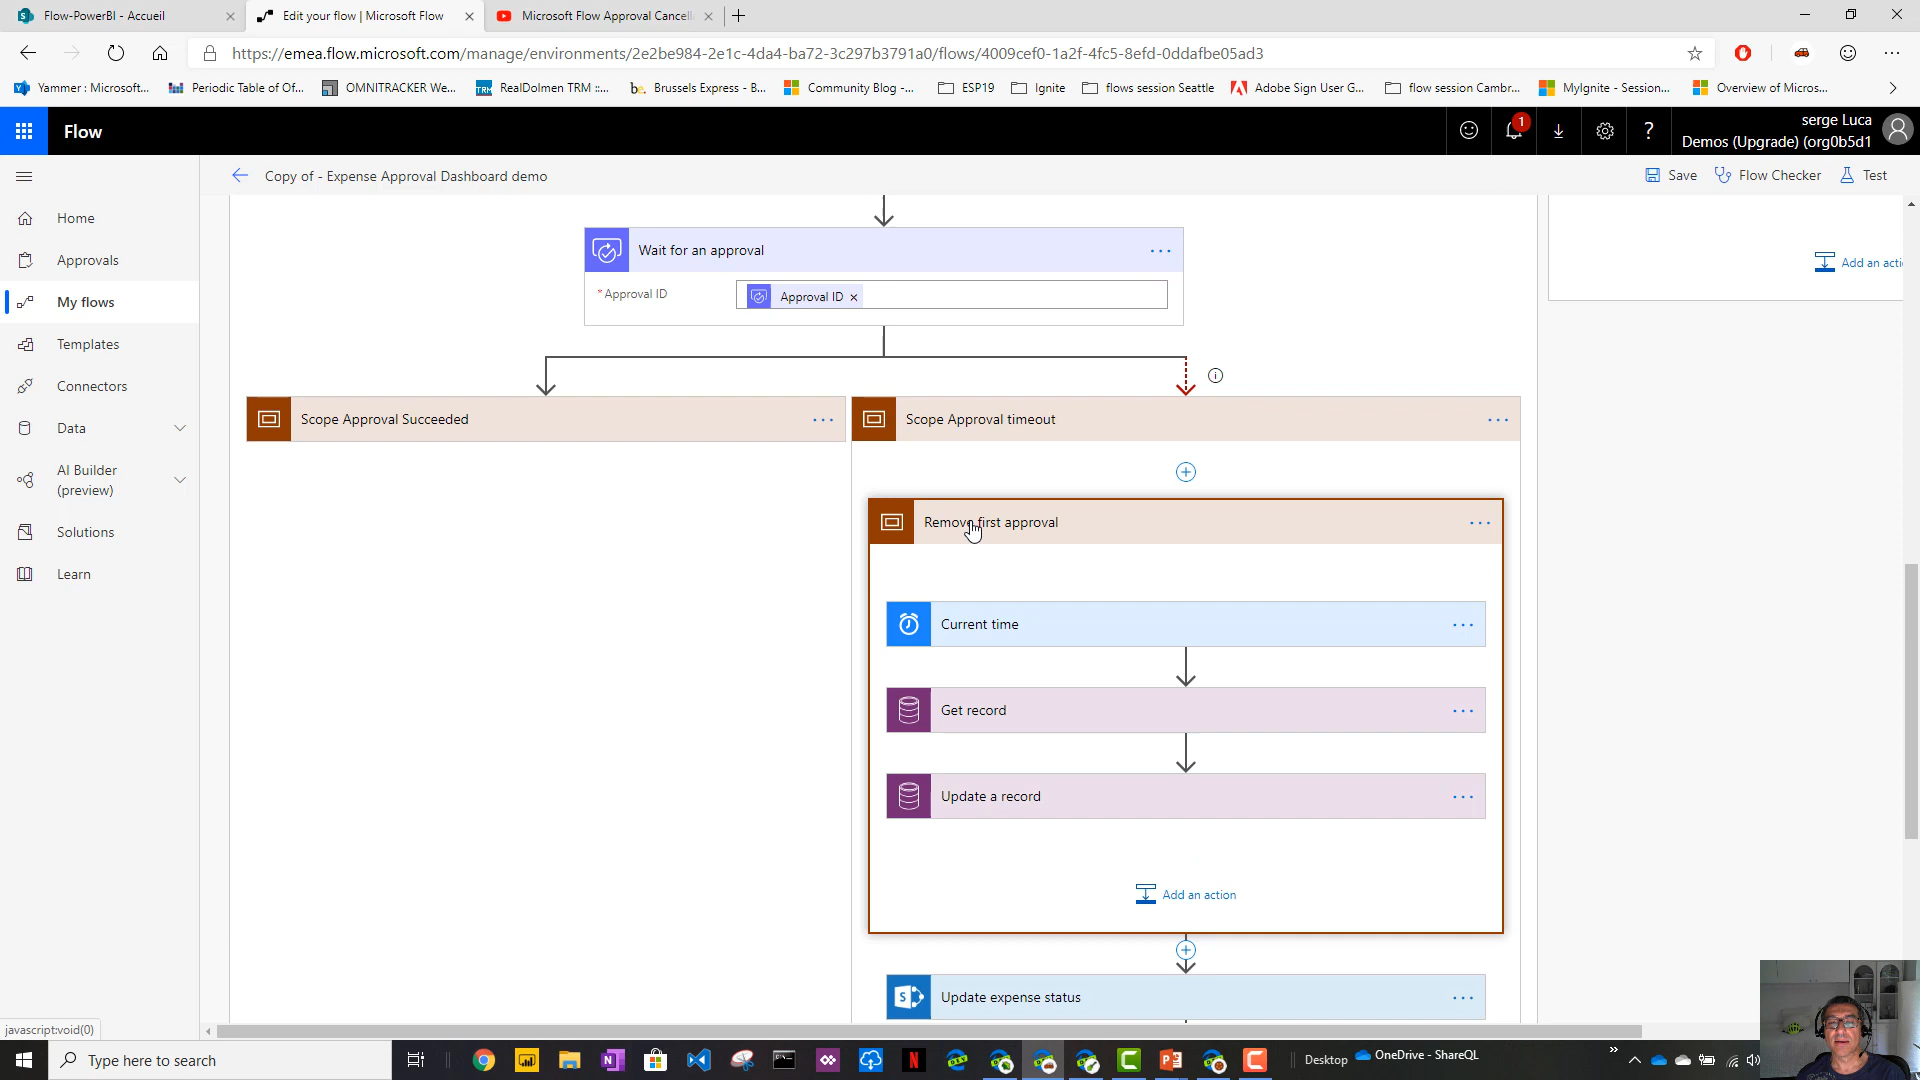 Flow-PowerBI - Accueil
Edit your flow | Microsoft Flow
Microsoft Flow Approval Cancell
https://emea.flow.microsoft.com/manage/environments/2e2be984-2e1c-4da4-ba72-3c297b3791a0/flows/4009cef0-1a2f-4fc5-8efd-0ddafbe05ad3
Yammer : Microsoft...
Periodic Table of Of...
OMNITRACKER We...
TRM
RealDolmen TRM ::...
be.
Brussels Express - B...
Community Blog -...
ESP19
Ignite
flows session Seattle
Adobe Sign User G...
flow session Cambr...
MyIgnite - Session...
Overview of Micros...
Flow
1
?
serge Luca
Demos (Upgrade) (org0b5d1
Copy of - Expense Approval Dashboard demo
Save
Flow Checker
Test
Home
Approvals
My flows
Templates
Connectors
Data
AI Builder
(preview)
Solutions
Learn
Wait for an approval
*Approval ID
Approval ID
Add an acti
Scope Approval Succeeded
Scope Approval timeout
Remove first approval
Current time
Get record
Update a record
Add an action
Update expense status
javascript:void(0)
Type here to search
Desktop
OneDrive - ShareQL